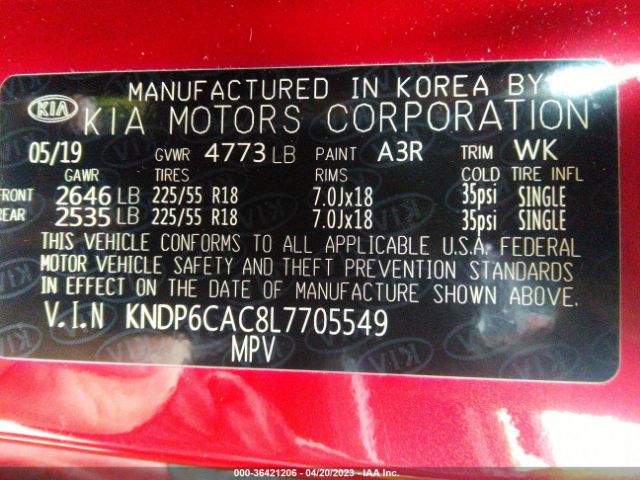 MANUFACTURED IN KOREA BY
KIA KIA MOTORS CORPORATION
05/19 GVWR 4773 LB PAINT A3R TRIM WK
GAWR TIRES RIMS COLD TIRE INFL
FRONT 2646 LB 225/55 R18 7.0Jx18 35psi SINGLE
REAR 2535 LB 225/55 R18 7.0Jx18 35psi SINGLE
THIS VEHICLE CONFORMS TO ALL APPLICABLE U.S.A. FEDERAL
MOTOR VEHICLE SAFETY AND THEFT PREVENTION STANDARDS
IN EFFECT ON THE DATE OF MANUFACTURE SHOWN ABOVE.
V.I.N KNDP6CAC8L7705549
MPV
000-36421206 - 04/20/2023 - IAA Inc.